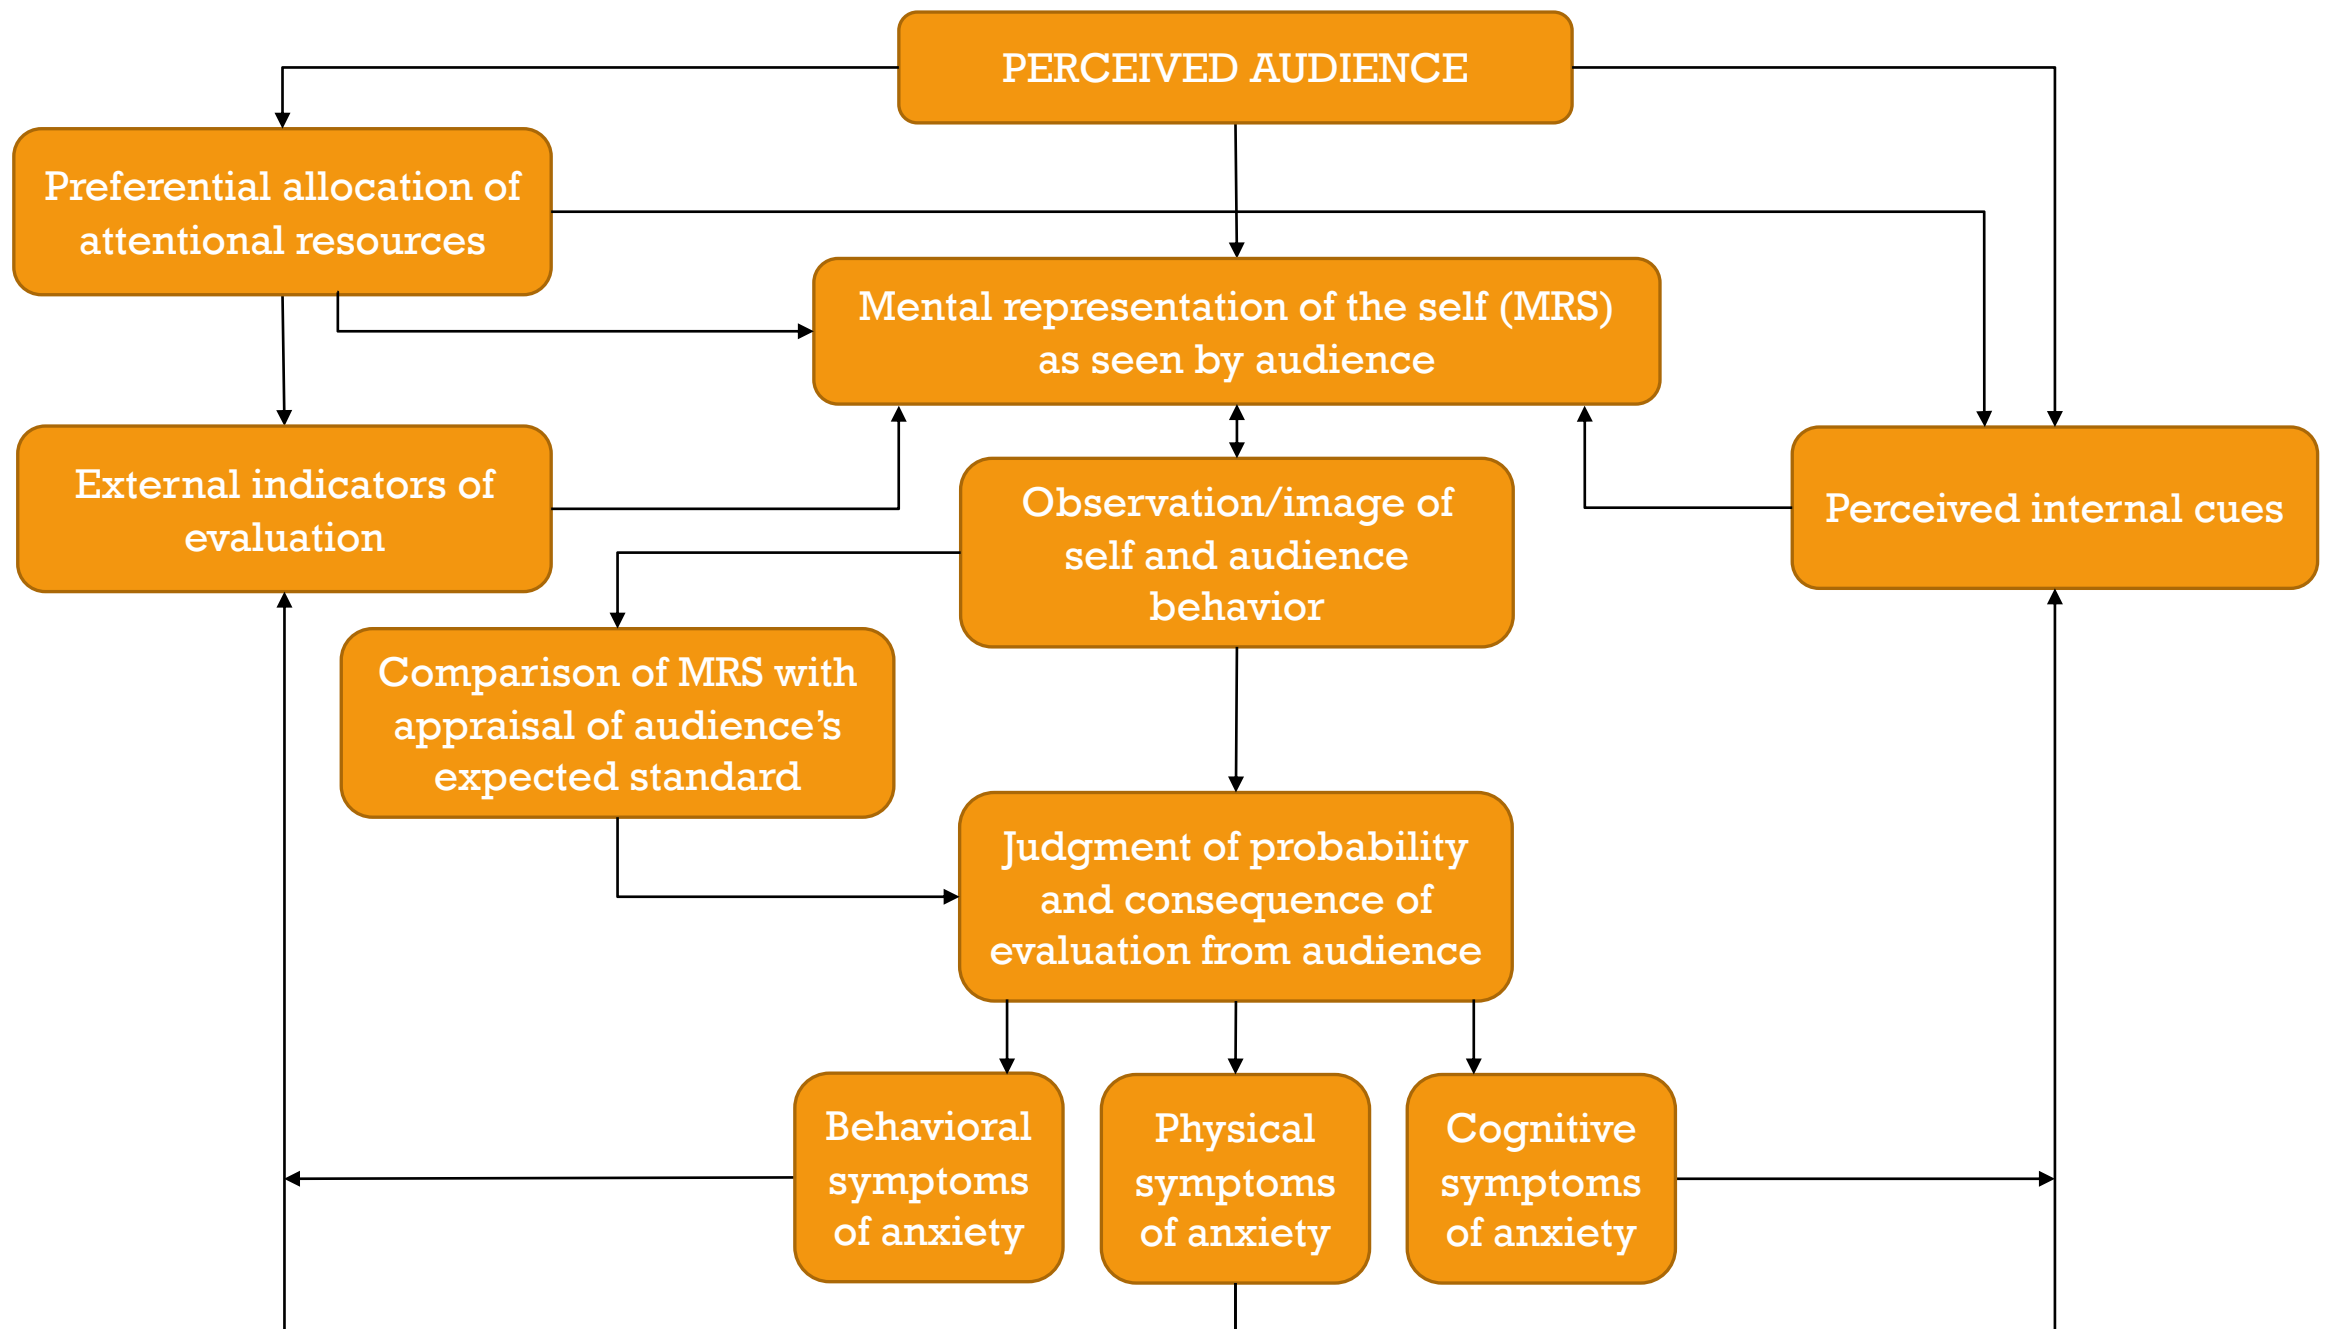 PERCEIVED AUDIENCE
Preferential allocation of
attentional resources
Mental representation of the self (MRS)
as seen by audience
External indicators of
evaluation
Observation/image of
self and audience
behavior
Perceived internal cues
Comparison of MRS with
appraisal of audience’s
expected standard
Judgment of probability
and consequence of
evaluation from audience
Behavioral
symptoms
of anxiety
Physical
symptoms
of anxiety
Cognitive
symptoms
of anxiety